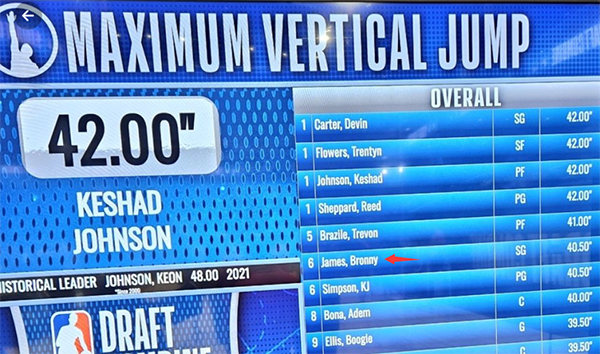 MAXIMUM VERTICAL JUMP
42.00"
KESHAD
JOHNSON
HISTORICAL LEADER JOHNSON, KEON 48.00 2021
*Since 2000
DRAFT
OVERALL
1 Carter, Devin SG 42.00"
1 Flowers, Trentyn SF 42.00"
1 Johnson, Keshad PF 42.00"
1 Sheppard, Reed PG 42.00"
5 Brazile, Trevon PF 41.00"
6 James, Bronny SG 40.50"
6 Simpson, KJ PG 40.50"
8 Bona, Adem C 40.00"
9 Ellis, Boogie G 39.50"
C 39.50"